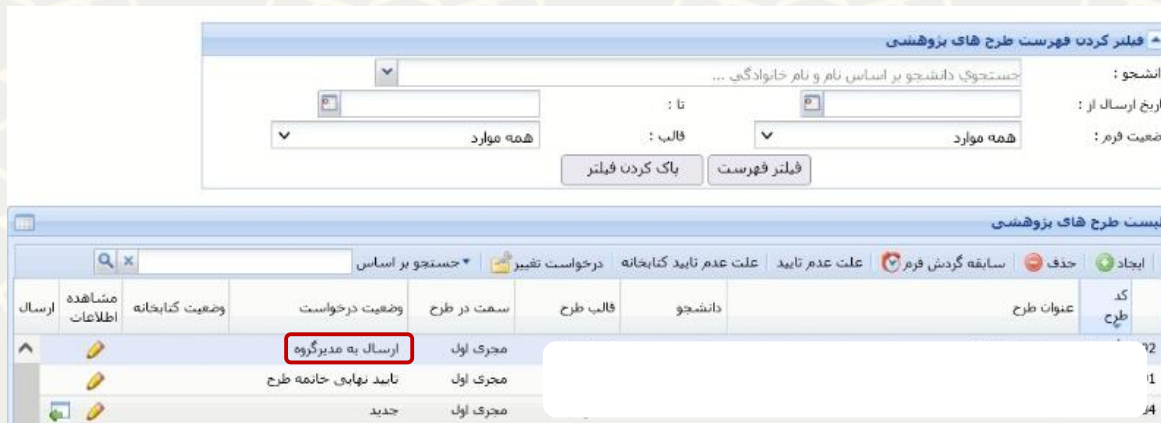 فیلتر کردن فهرست طرح های پژوهشی
انشجو :
جستجوي دانشجو بر اساس نام و نام خانوادگي ...
اریخ ارسال از :
تا :
ضعیت فرم :
همه موارد
قالب :
همه موارد
فیلتر فهرست
پاک کردن فیلتر
لیست طرح های پژوهشی
ایجاد
حذف
سابقه گردش فرم
علت عدم تایید
علت عدم تایید کتابخانه
درخواست تغییر
جستجو بر اساس
کد طرح
عنوان طرح
دانشجو
قالب طرح
سمت در طرح
وضعیت درخواست
وضعیت کتابخانه
مشاهده اطلاعات
ارسال
مجری اول
ارسال به مدیرگروه
مجری اول
تایید نهایی خاتمه طرح
مجری اول
جدید